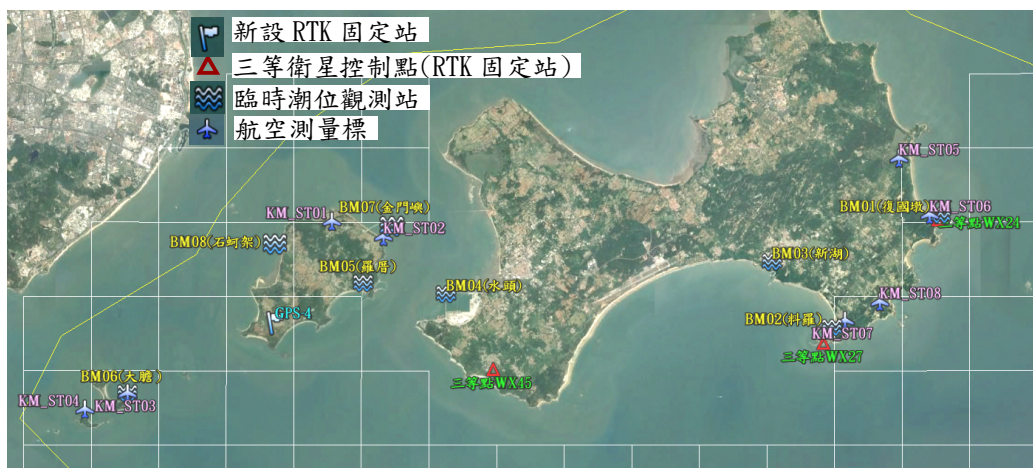 新設 RTK 固定站
三等衛星控制點(RTK 固定站)
臨時潮位觀測站
航空測量標
KM_ST05
BM07(金門嶼)
KM_ST01
KM_ST02
BM01(復國墩)
KM_ST06
三等點WX24
BM08(石蚵架)
BM03(新湖)
BM05(羅厝)
BM04(水頭)
KM_ST08
GPS-4
BM02(料羅)
KM_ST07
三等點WX27
BM06(大膽)
三等點WX45
KM_ST04
KM_ST03